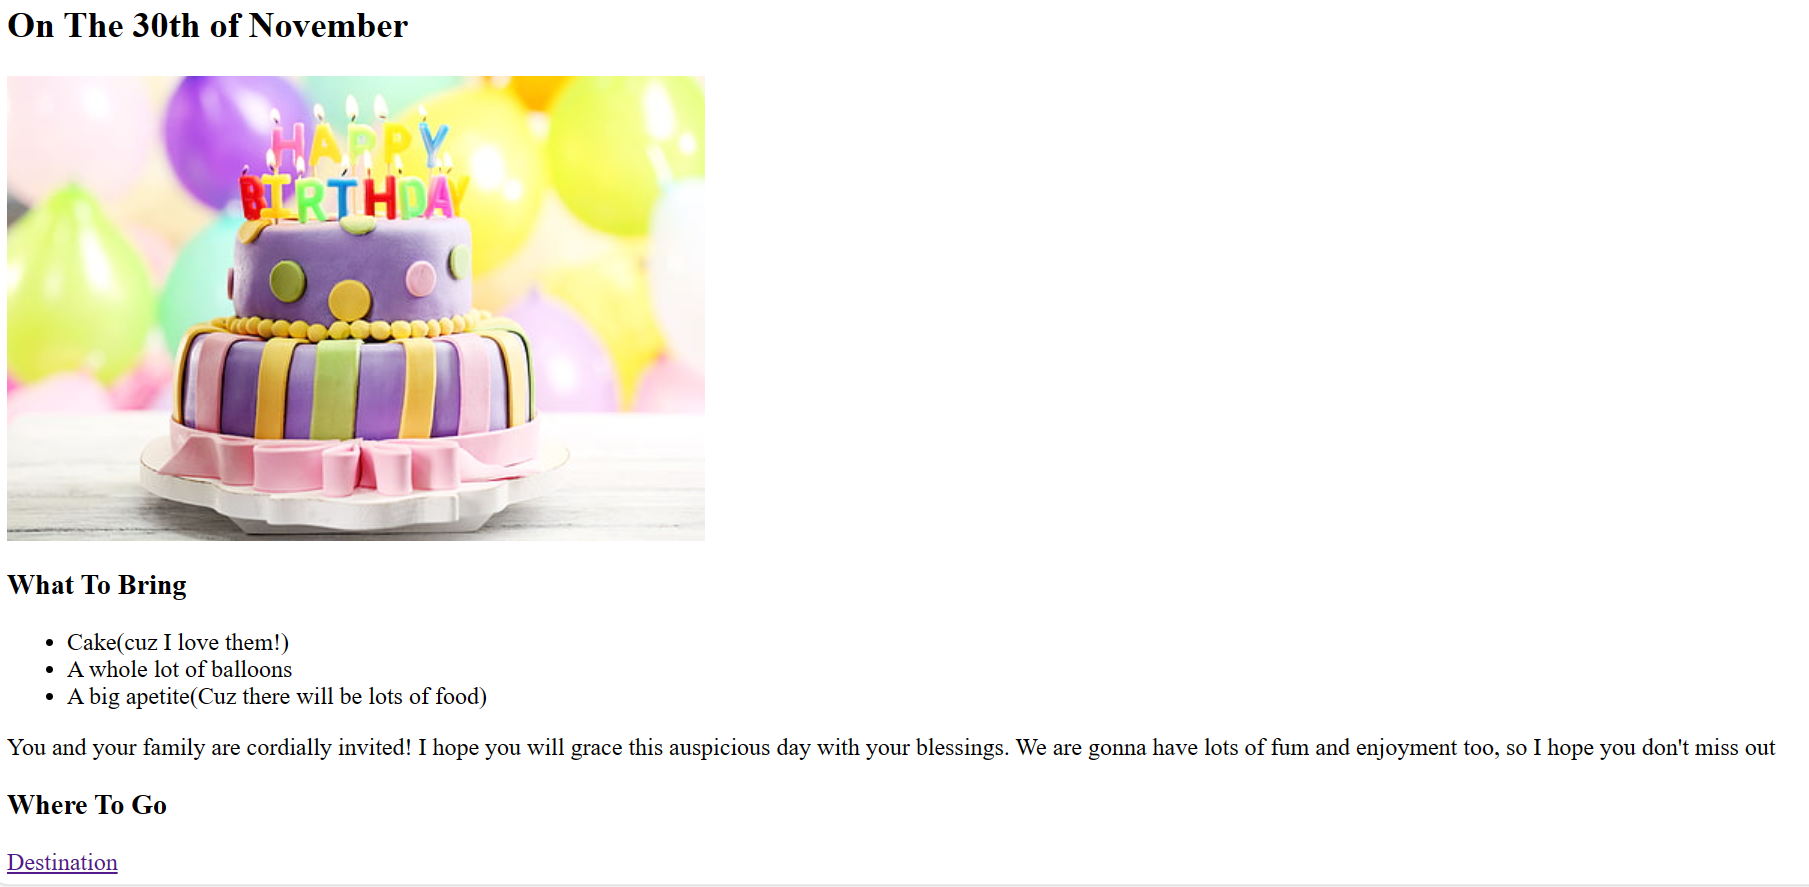 On The 30th of November
HAPPY
BIRTHDAY
What To Bring
• Cake(cuz I love them!)
• A whole lot of balloons
• A big apetite(Cuz there will be lots of food)
You and your family are cordially invited! I hope you will grace this auspicious day with your blessings. We are gonna have lots of fum and enjoyment too, so I hope you don't miss out
Where To Go
Destination